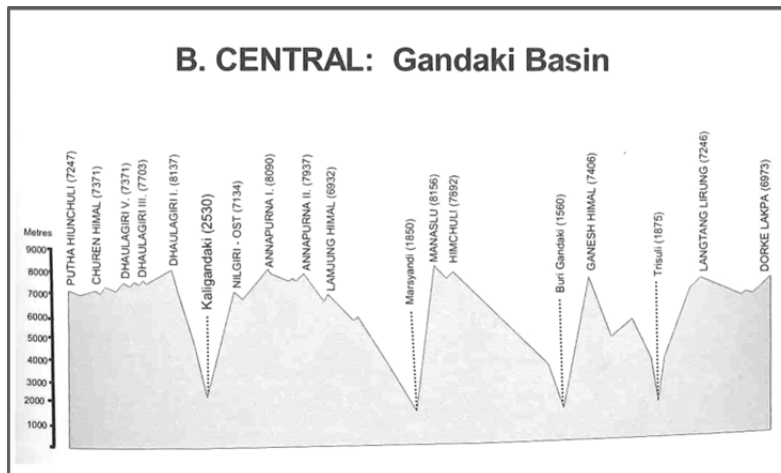 B. CENTRAL: Gandaki Basin
PUTHA HIUNCHULI (7247)
CHUREN HIMAL (7371)
DHAULAGIRI V. (7371)
DHAULAGIRI III. (7703)
DHAULAGIRI I. (8137)
Kaligandaki (2530)
NILGIRI - OST (7134)
ANNAPURNA I. (8090)
ANNAPURNA II. (7937)
LAMJUNG HIMAL (6932)
Marsyandi (1850)
MANASLU (8156)
HIMCHULI (7892)
Buri Gandaki (1560)
GANESH HIMAL (7406)
Trisuli (1875)
LANGTANG LIRUNG (7246)
DORKE LAKPA (6973)
Metres
9000
8000
7000
6000
5000
4000
3000
2000
1000